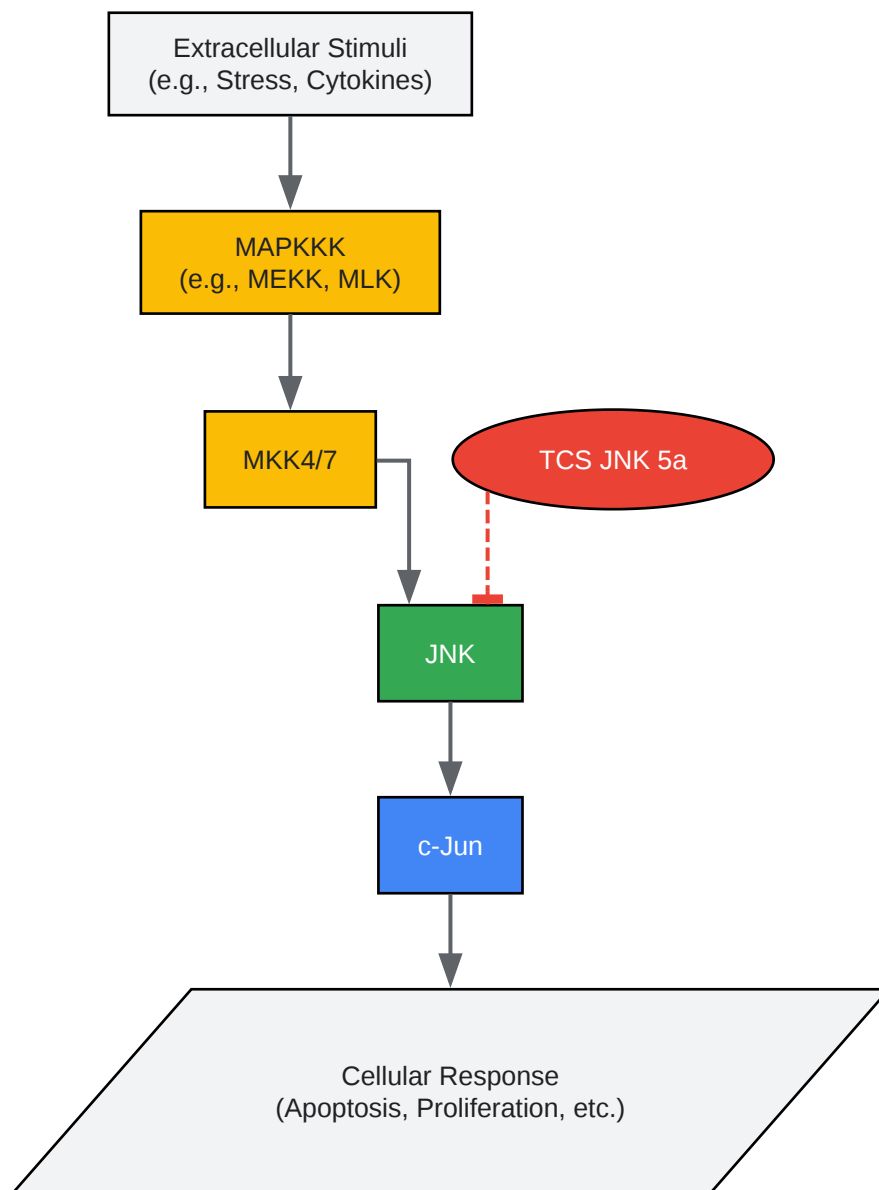 Extracellular Stimuli
(e.g., Stress, Cytokines)
MAPKKK
(e.g., MEKK, MLK)
MKK4/7
TCS JNK 5a
JNK
c-Jun
Cellular Response
(Apoptosis, Proliferation, etc.)